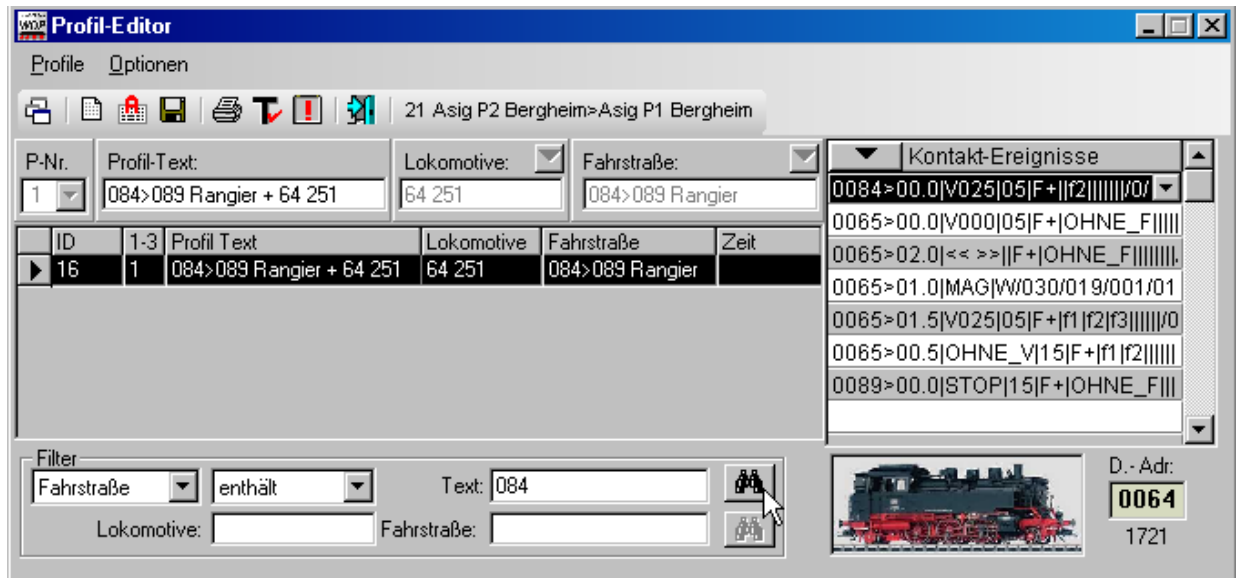 WDP Profil-Editor
Profile Optionen
21 Asig P2 Bergheim>Asig P1 Bergheim
P-Nr. Profil-Text: Lokomotive: Fahrstraße:
1 084>089 Rangier + 64 251 64 251 084>089 Rangier
ID 1-3 Profil Text Lokomotive Fahrstraße Zeit
16 1 084>089 Rangier + 64 251 64 251 084>089 Rangier
Kontakt-Ereignisse
0084>00.0|V025|05|F+||f2|||||||/0/
0065>00.0|V000|05|F+|OHNE_F|||||
0065>02.0|<< >>||F+|OHNE_F||||||||.
0065>01.0|MAG|W/030/019/001/01
0065>01.5|V025|05|F+|f1|f2|f3||||||/0
0065>00.5|OHNE_V|15|F+|f1|f2||||||
0089>00.0|STOP|15|F+|OHNE_F|||
Filter
Fahrstraße enthält Text: 084
Lokomotive: Fahrstraße:
D.- Adr:
0064
1721